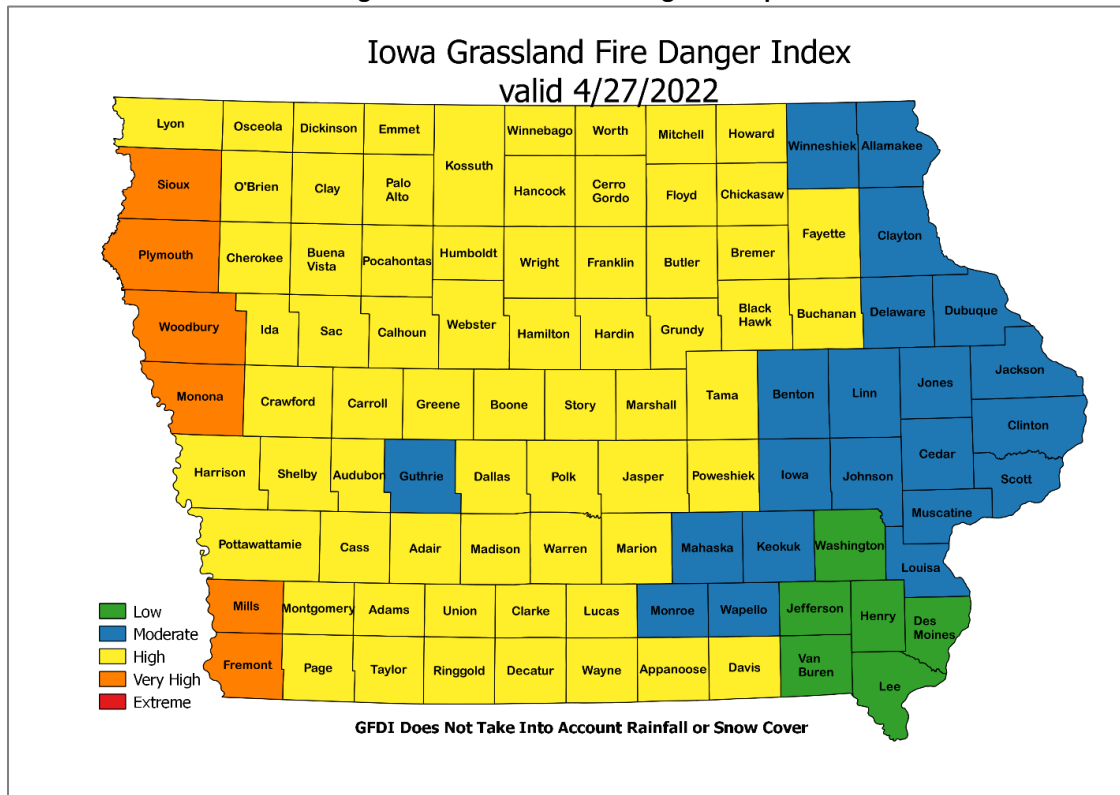 Iowa Grassland Fire Danger Index
valid 4/27/2022
Lyon
Osceola
Dickinson
Emmet
Kossuth
Winnebago
Worth
Mitchell
Howard
Winneshiek
Allamakee
Sioux
O'Brien
Clay
Palo
Alto
Hancock
Cerro
Gordo
Floyd
Chickasaw
Fayette
Clayton
Plymouth
Cherokee
Buena
Vista
Pocahontas
Humboldt
Wright
Franklin
Butler
Bremer
Woodbury
Ida
Sac
Calhoun
Webster
Hamilton
Hardin
Grundy
Black
Hawk
Buchanan
Delaware
Dubuque
Monona
Crawford
Carroll
Greene
Boone
Story
Marshall
Tama
Benton
Linn
Jones
Jackson
Clinton
Harrison
Shelby
Audubon
Guthrie
Dallas
Polk
Jasper
Poweshiek
Iowa
Johnson
Cedar
Scott
Muscatine
Pottawattamie
Cass
Adair
Madison
Warren
Marion
Mahaska
Keokuk
Washington
Louisa
Mills
Montgomery
Adams
Union
Clarke
Lucas
Monroe
Wapello
Jefferson
Henry
Des
Moines
Fremont
Page
Taylor
Ringgold
Decatur
Wayne
Appanoose
Davis
Van
Buren
Lee
Low
Moderate
High
Very High
Extreme
GFDI Does Not Take Into Account Rainfall or Snow Cover